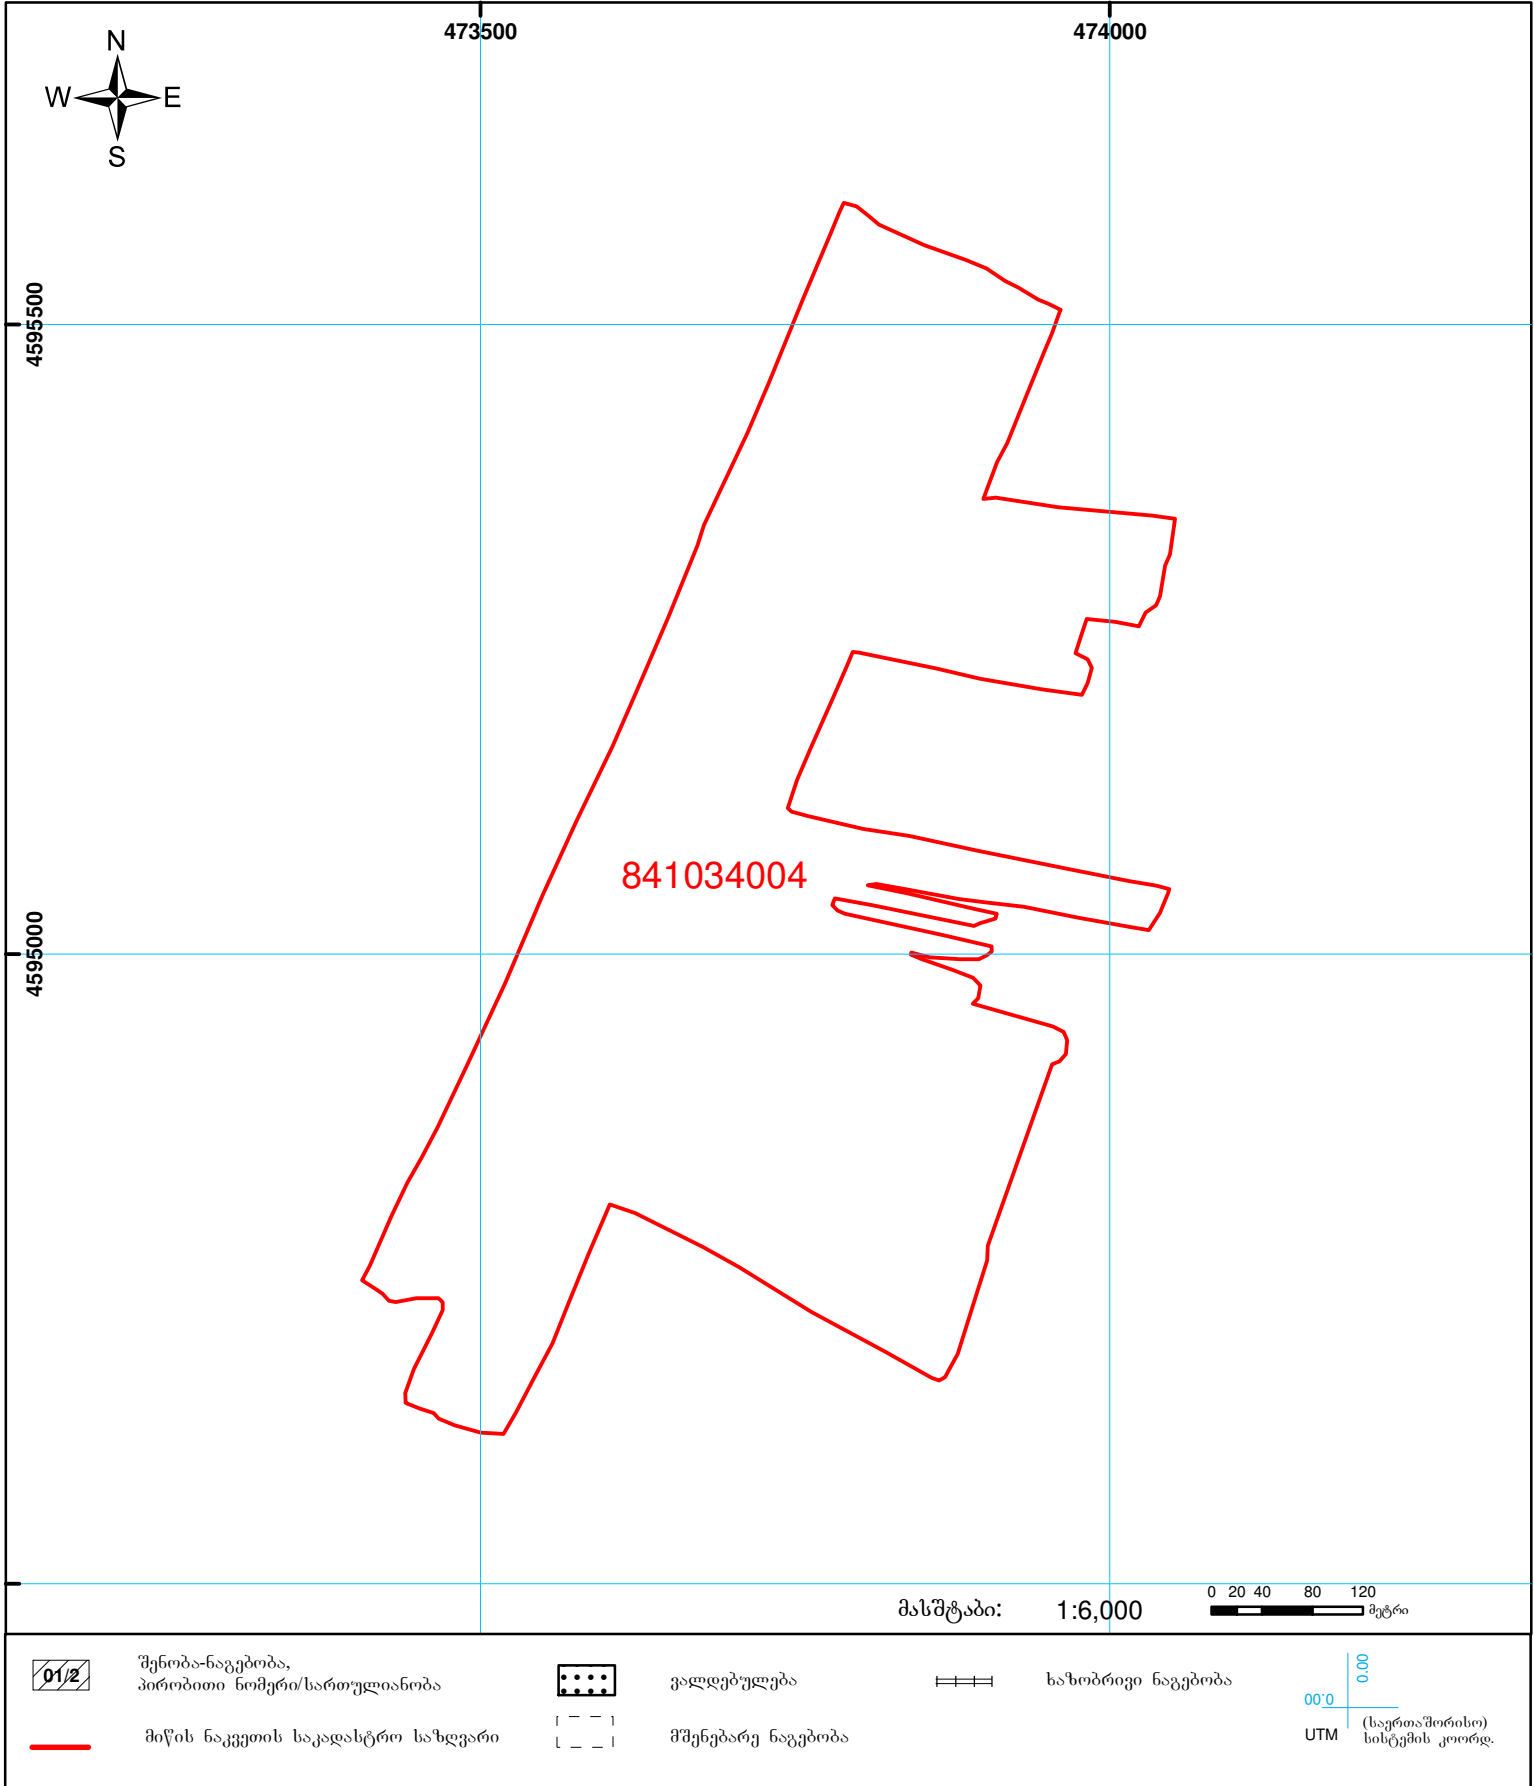 473500
474000
N
W
E
S
4595500
4595000
841034004
მასშტაბი:
1:6,000
0 20 40 80 120
მეტრი
01/2
შენობა-ნაგებობა,
პირობითი ნომერი/სართულიანობა
ვალდებულება
ხაზობრივი ნაგებობა
0.00
0.00
მიწის ნაკვეთის საკადასტრო საზღვარი
მშენებარე ნაგებობა
UTM
(საერთაშორისო)
სისტემის კოორდ.